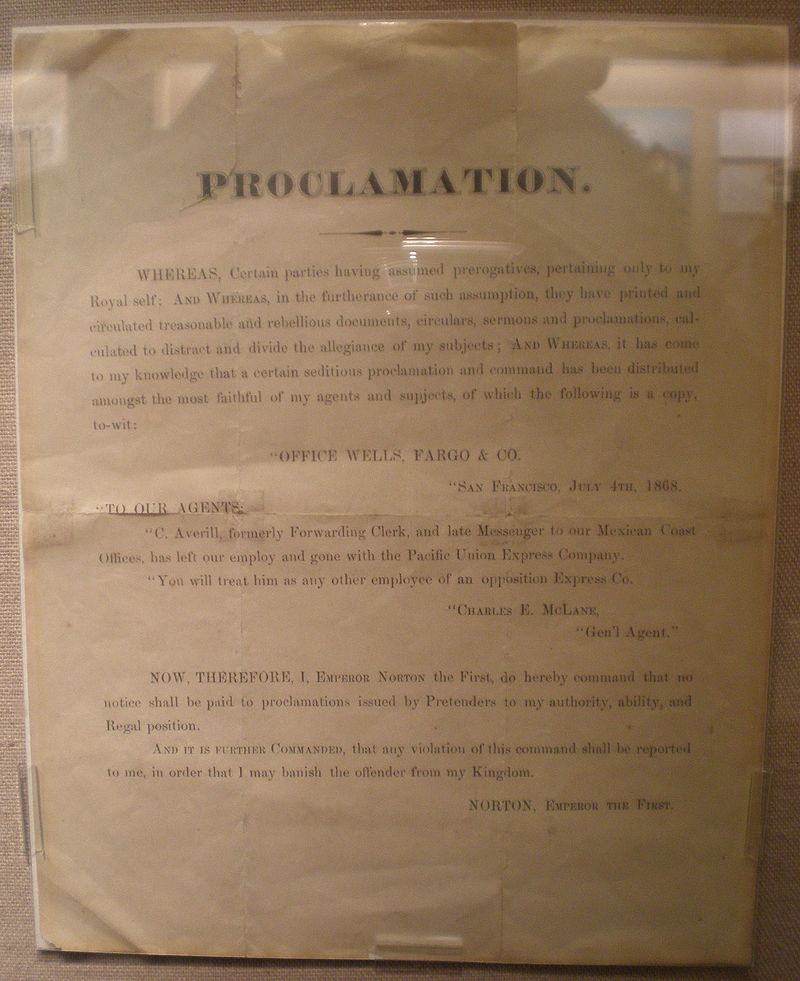 PROCLAMATION.
WHEREAS, Certain parties having assumed prerogatives, pertaining only to my
Royal self; AND WHEREAS, in the furtherance of such assumption, they have printed and
circulated treasonable and rebellious documents, circulars, sermons and proclamations, cal-
culated to distract and divide the allegiance of my subjects; AND WHEREAS, it has come
to my knowledge that a certain seditious proclamation and command has been distributed
amongst the most faithful of my agents and supjects, of which the following is a copy,
to-wit:
"OFFICE WELLS, FARGO & CO.
"SAN FRANCISCO, JULY 4TH, 1868.
"TO OUR AGENTS:
"C. Averill, formerly Forwarding Clerk, and late Messenger to our Mexican Coast
Offices, has left our employ and gone with the Pacific Union Express Company.
"You will treat him as any other employee of an opposition Express Co.
"CHARLES E. MCLANE,
"Gen'l Agent."
NOW, THEREFORE, I, EMPEROR NORTON the First, do hereby command that no
notice shall be paid to proclamations issued by Pretenders to my authority, ability, and
Regal position.
AND IT IS FURTHER COMMANDED, that any violation of this command shall be reported
to me, in order that I may banish the offender from my Kingdom.
NORTON, EMPEROR THE FIRST.